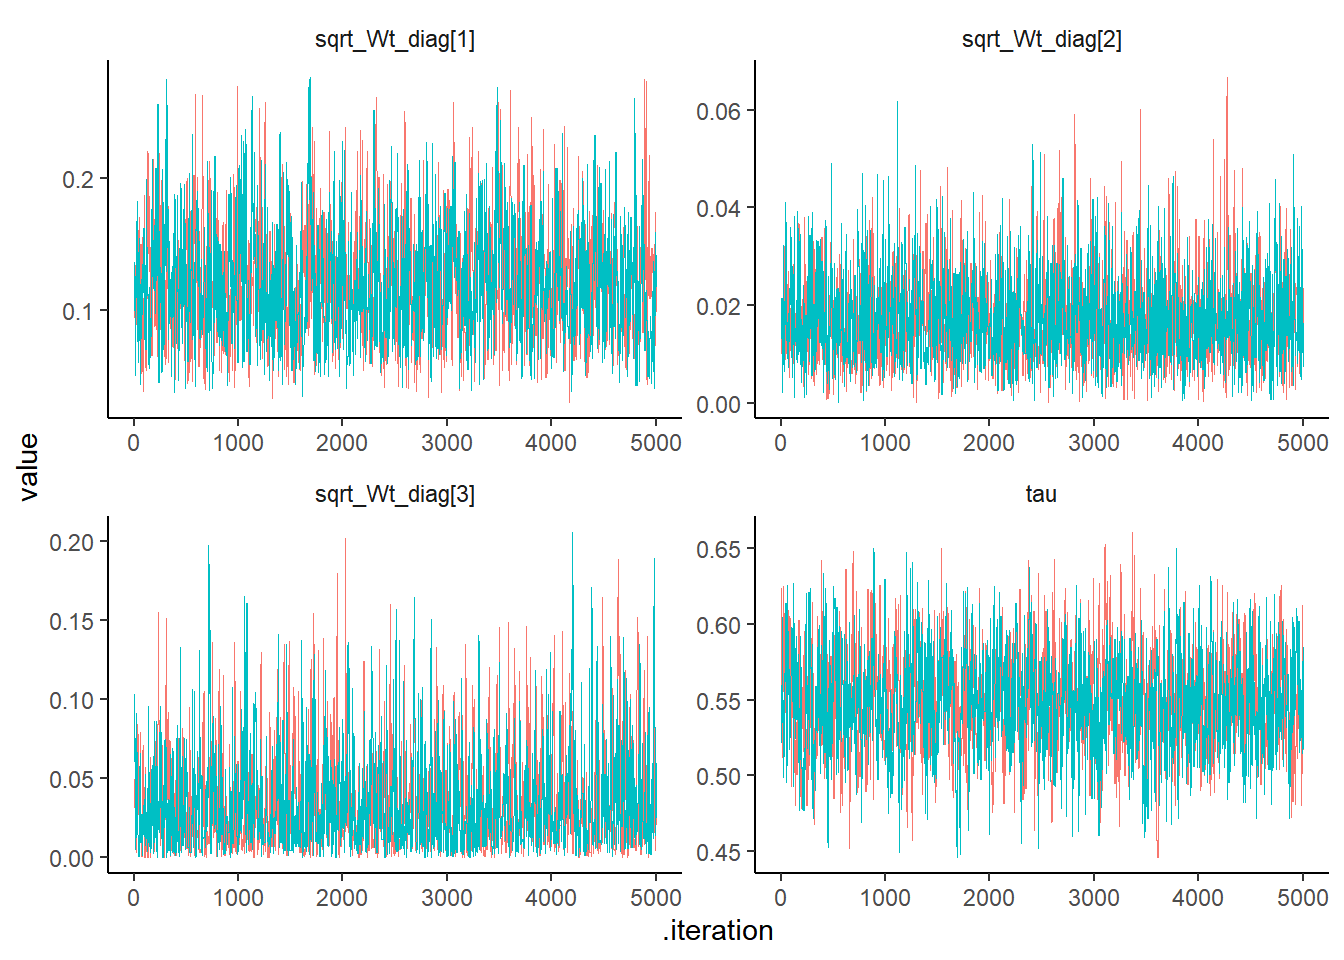 sqrt_Wt_diag[1]
sqrt_Wt_diag[2]
0.2
0.1
0.06
0.04
0.02
0.00
0 1000 2000 3000 4000 5000
0 1000 2000 3000 4000 5000
value
sqrt_Wt_diag[3]
tau
0.20
0.15
0.10
0.05
0.00
0.65
0.60
0.55
0.50
0.45
0 1000 2000 3000 4000 5000
0 1000 2000 3000 4000 5000
.iteration